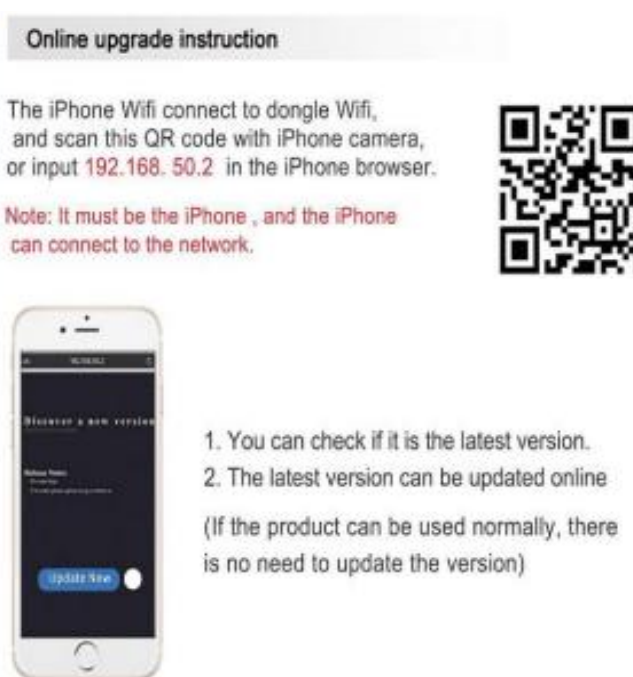 Online upgrade instruction
The iPhone Wifi connect to dongle Wifi,
and scan this QR code with iPhone camera,
or input 192.168. 50.2 in the iPhone browser.
Note: It must be the iPhone , and the iPhone
can connect to the network.
Discover a new version
Release Notes
Update Now
1. You can check if it is the latest version.
2. The latest version can be updated online
(If the product can be used normally, there
is no need to update the version)